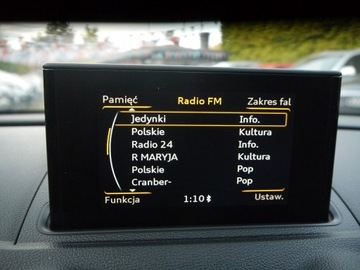 Pamięć Radio FM Zakres fal
Jedynki Info.
Polskie Kultura
Radio 24 Info.
R MARYJA Kultura
Polskie Pop
Cranber- Pop
Funkcja 1:10 Ustaw.